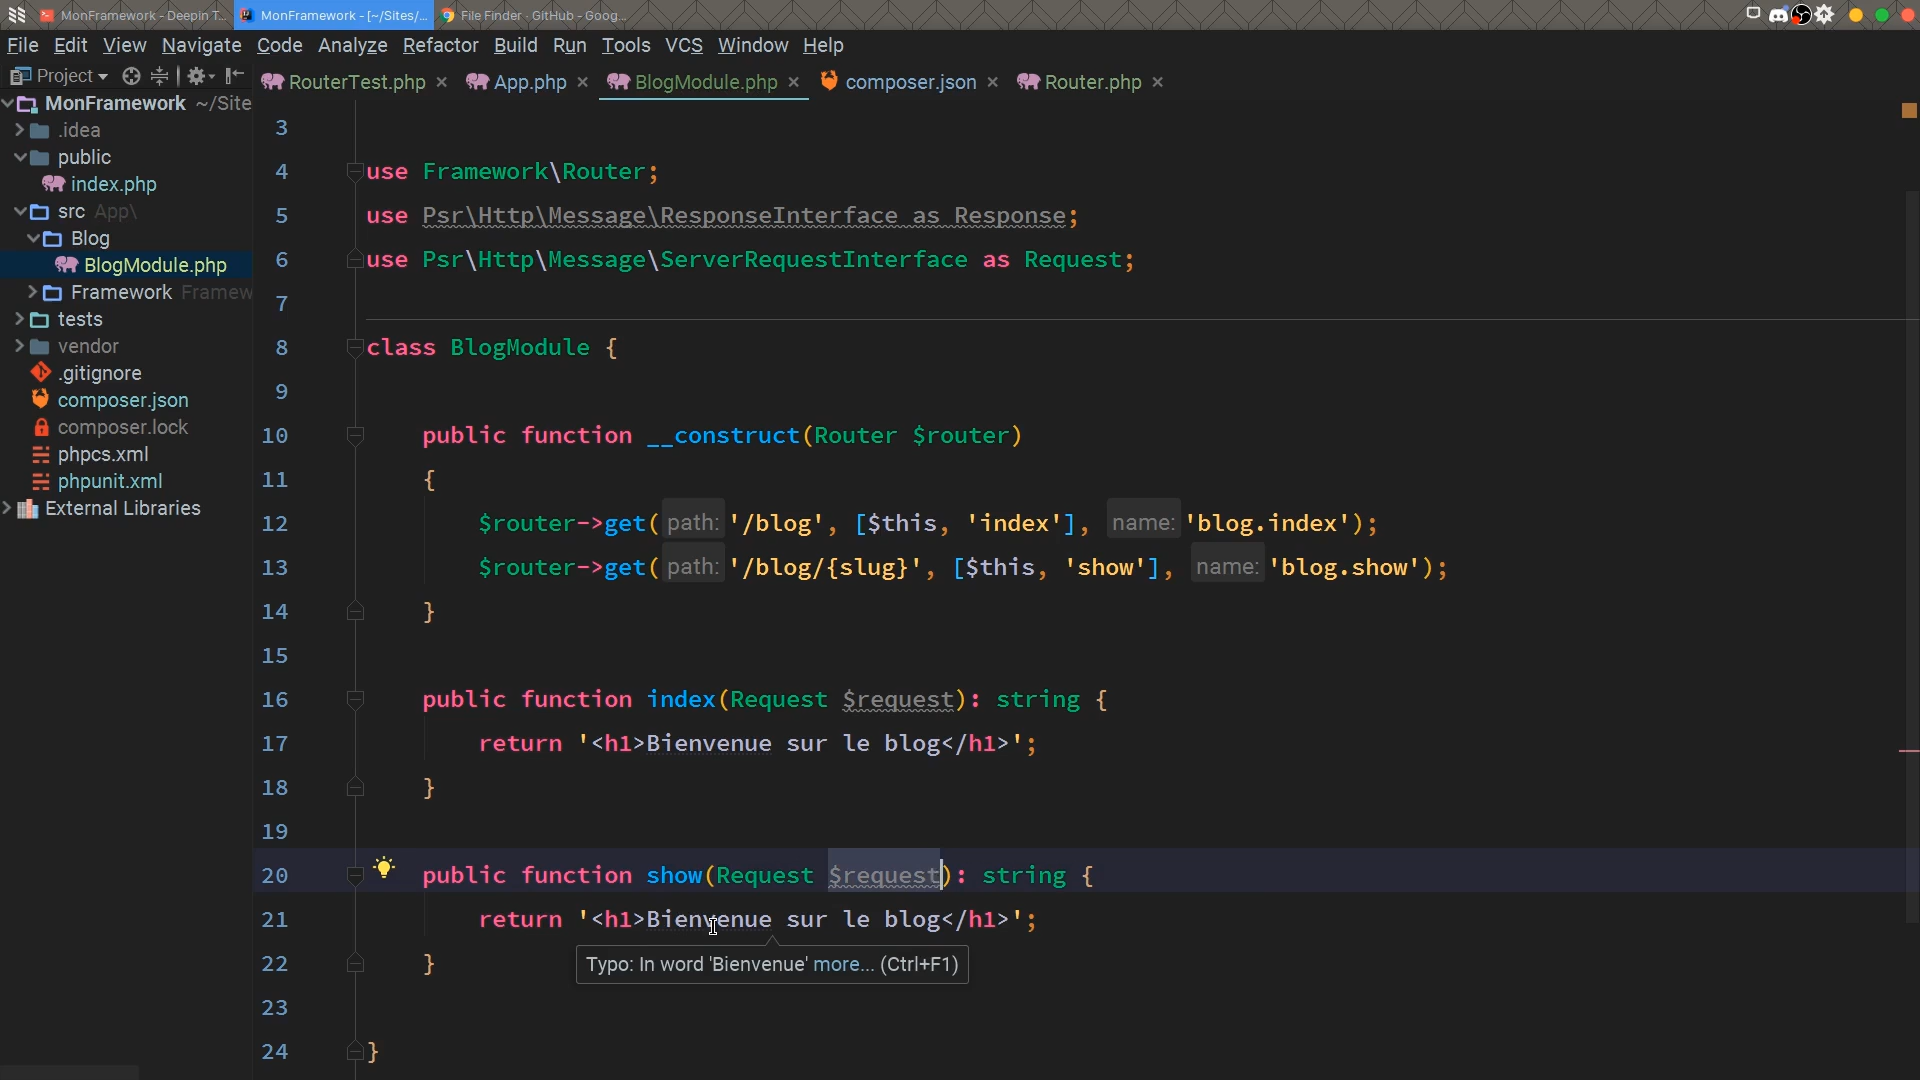 MonFramework - Deepin T...
MonFramework - [~/Sites/...
File Finder · GitHub - Goog...
File Edit View Navigate Code Analyze Refactor Build Run Tools VCS Window Help
Project
RouterTest.php
App.php
BlogModule.php
composer.json
Router.php
MonFramework ~/Site
.idea
public
index.php
src App\
Blog
BlogModule.php
Framework Framew
tests
vendor
.gitignore
composer.json
composer.lock
phpcs.xml
phpunit.xml
External Libraries
3
4 use Framework\Router;
5 use Psr\Http\Message\ResponseInterface as Response;
6 use Psr\Http\Message\ServerRequestInterface as Request;
7
8 class BlogModule {
9
10 public function __construct(Router $router)
11 {
12 $router->get( path: '/blog', [$this, 'index'], name: 'blog.index');
13 $router->get( path: '/blog/{slug}', [$this, 'show'], name: 'blog.show');
14 }
15
16 public function index(Request $request): string {
17 return '<h1>Bienvenue sur le blog</h1>';
18 }
19
20 public function show(Request $request): string {
21 return '<h1>Bienvenue sur le blog</h1>';
22 }
Typo: In word 'Bienvenue' more... (Ctrl+F1)
23
24 }